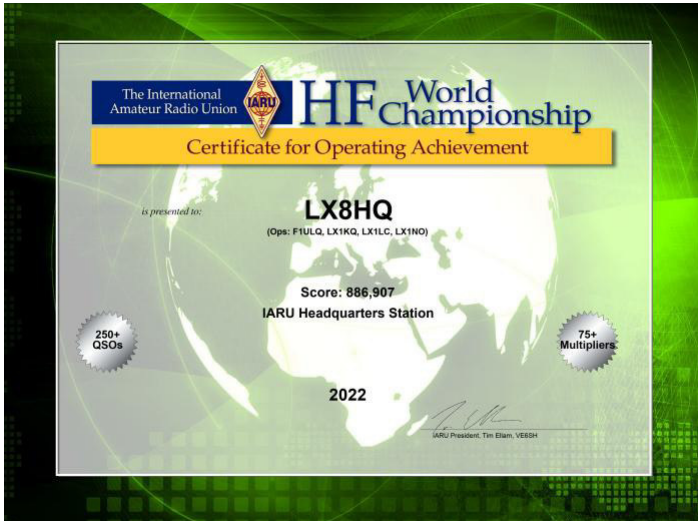 The International
Amateur Radio Union
IARU
HF World
Championship
Certificate for Operating Achievement
is presented to:
LX8HQ
(Ops: F1ULQ, LX1KQ, LX1LC, LX1NO)
Score: 886,907
IARU Headquarters Station
250+
QSOs
75+
Multipliers
2022
IARU President, Tim Ellam, VE6SH